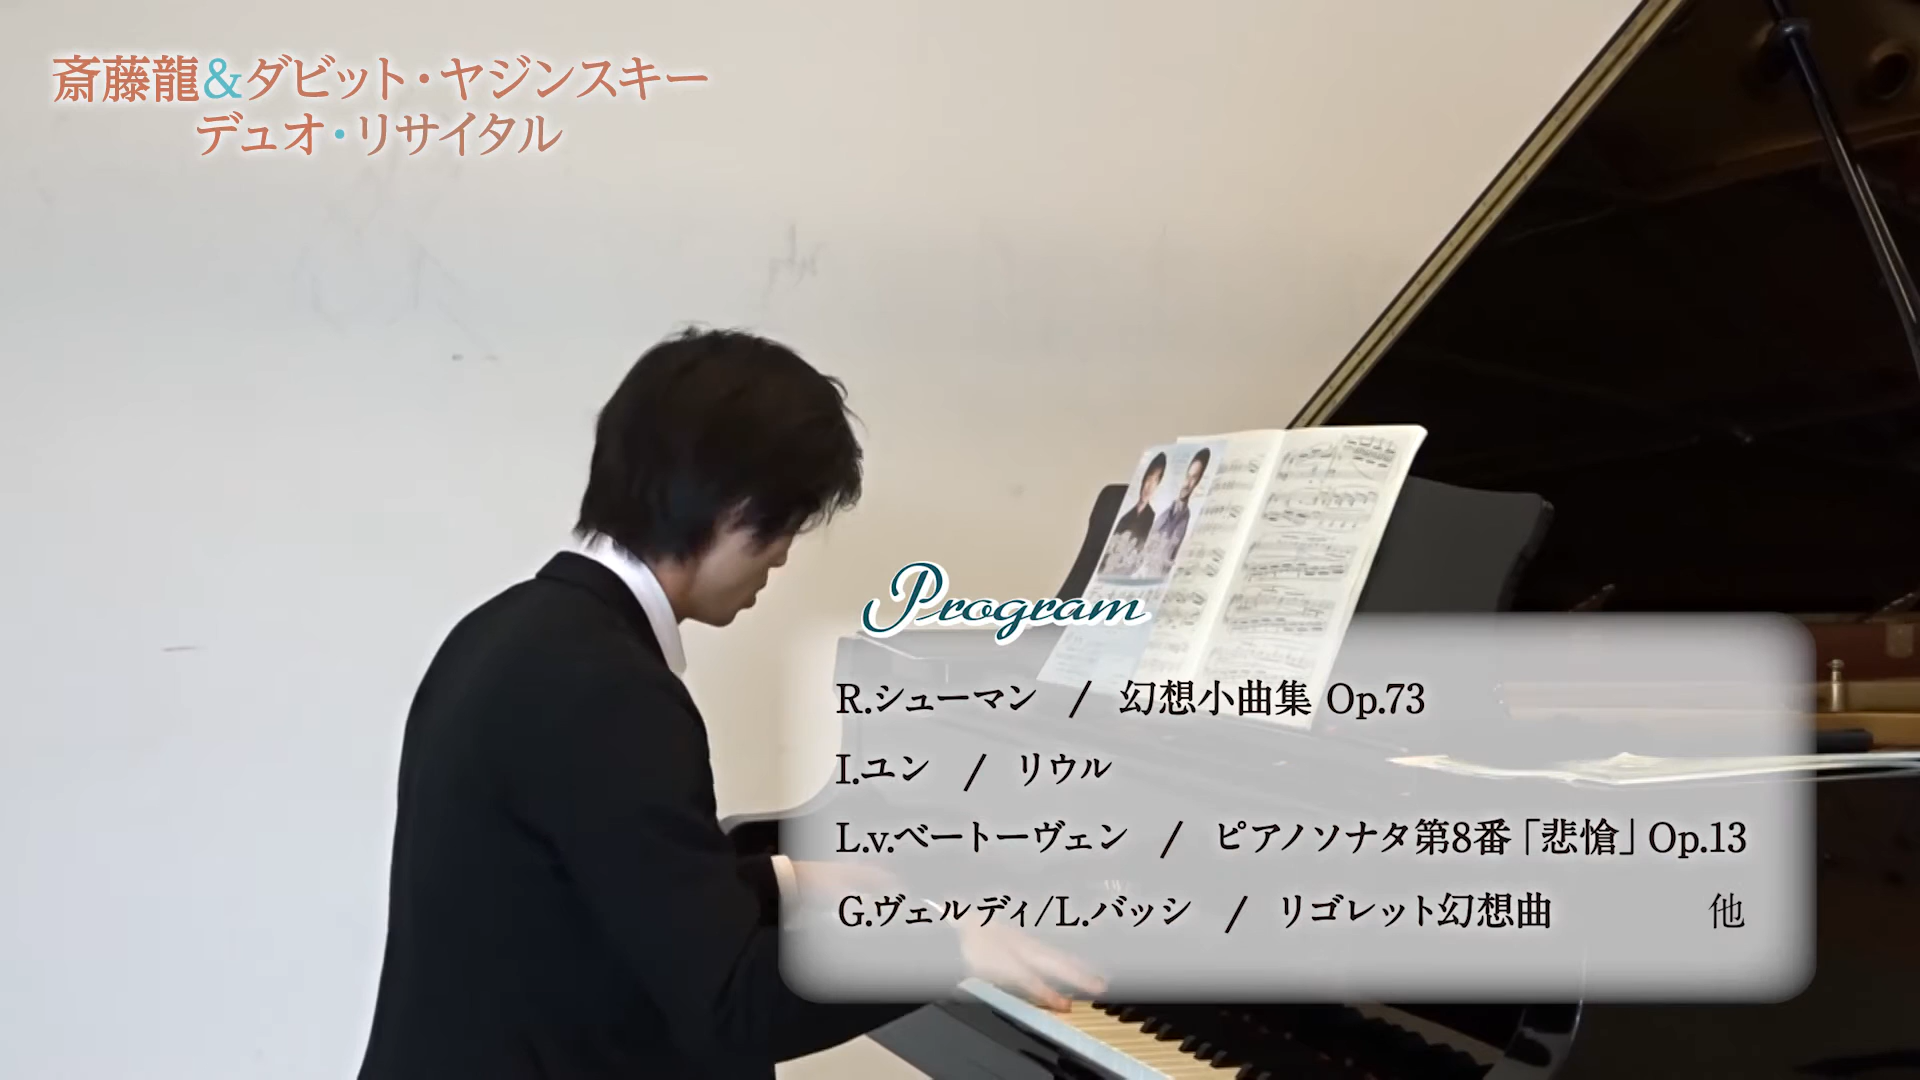 斎藤龍&ダビット・ヤジンスキー
デュオ・リサイタル
Program
R.シューマン / 幻想小曲集 Op.73
I.ユン / リウル
L.v.ベートーヴェン / ピアノソナタ第8番「悲愴」Op.13
G.ヴェルディ/L.バッシ / リゴレット幻想曲 他